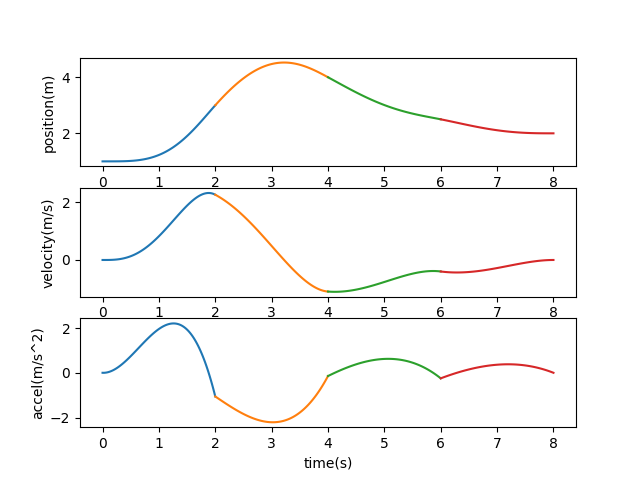 position(m)
4
2
0 1 2 3 4 5 6 7 8
velocity(m/s)
2
0
0 1 2 3 4 5 6 7 8
accel(m/s^2)
2
0
−2
0 1 2 3 4 5 6 7 8
time(s)